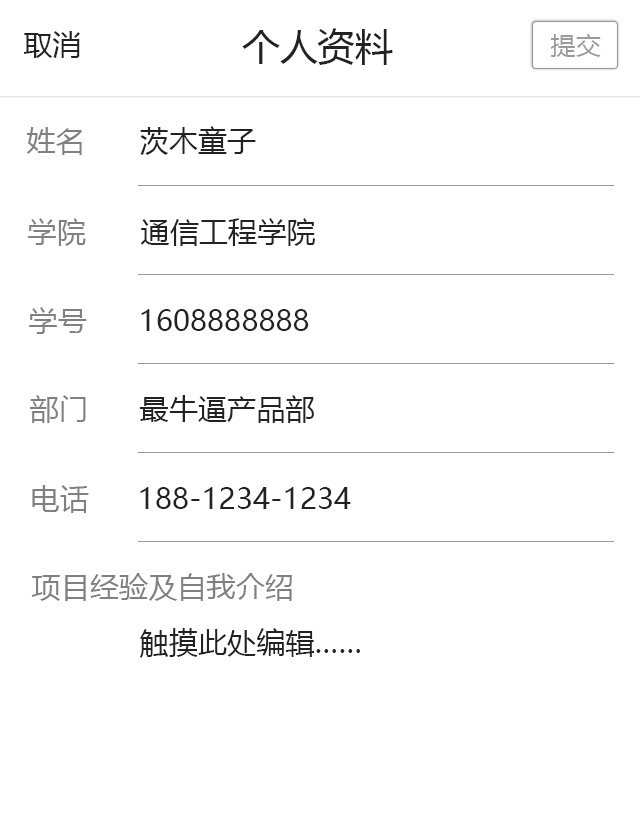 取消 个人资料 提交
姓名 茨木童子
学院 通信工程学院
学号 1608888888
部门 最牛逼产品部
电话 188-1234-1234
项目经验及自我介绍
触摸此处编辑……